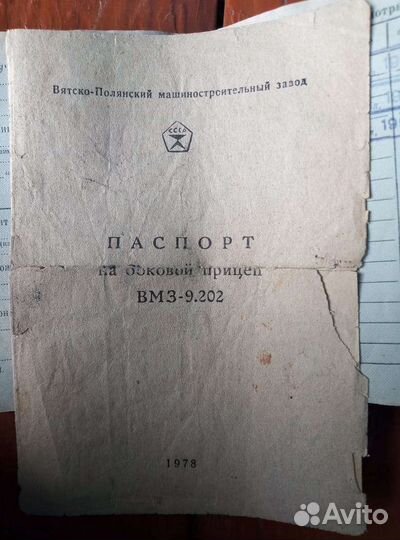 Вятско-Полянский машиностроительный завод
СССР
ПАСПОРТ
на боковой прицеп
ВМЗ-9.202
1978
Avito